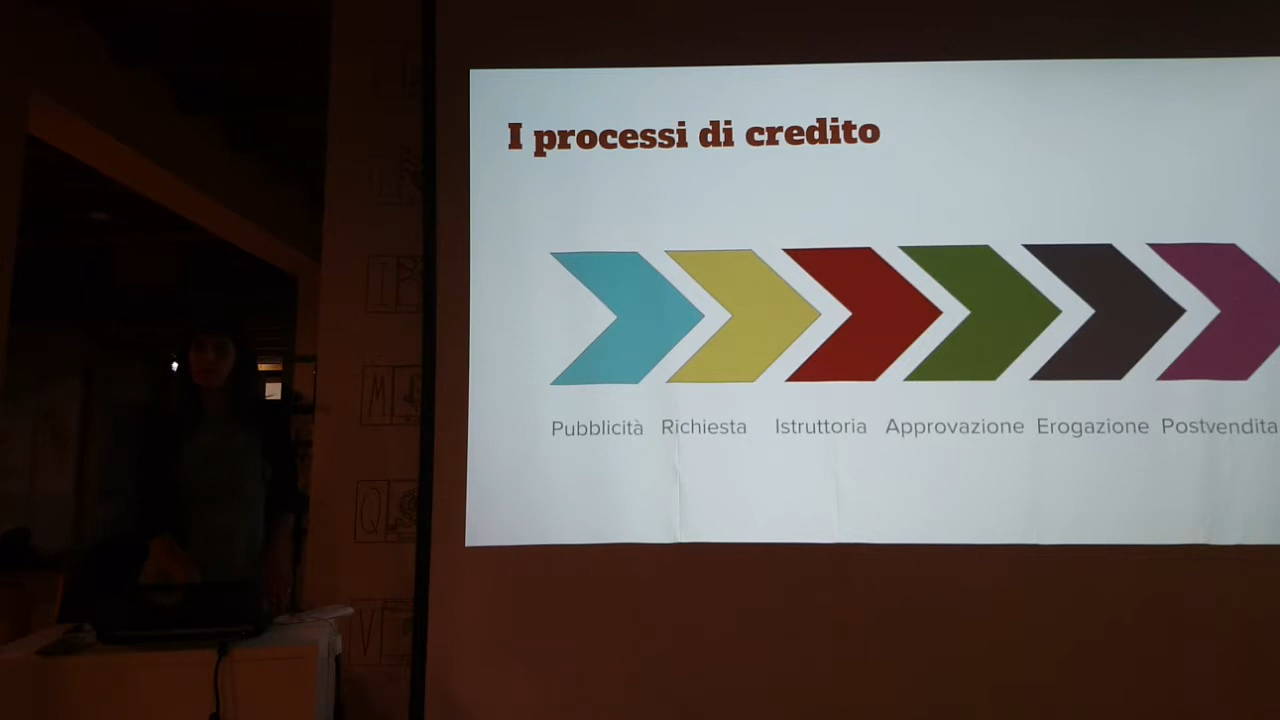 I processi di credito
Pubblicità Richiesta Istruttoria Approvazione Erogazione Postvendita
M
Q
V